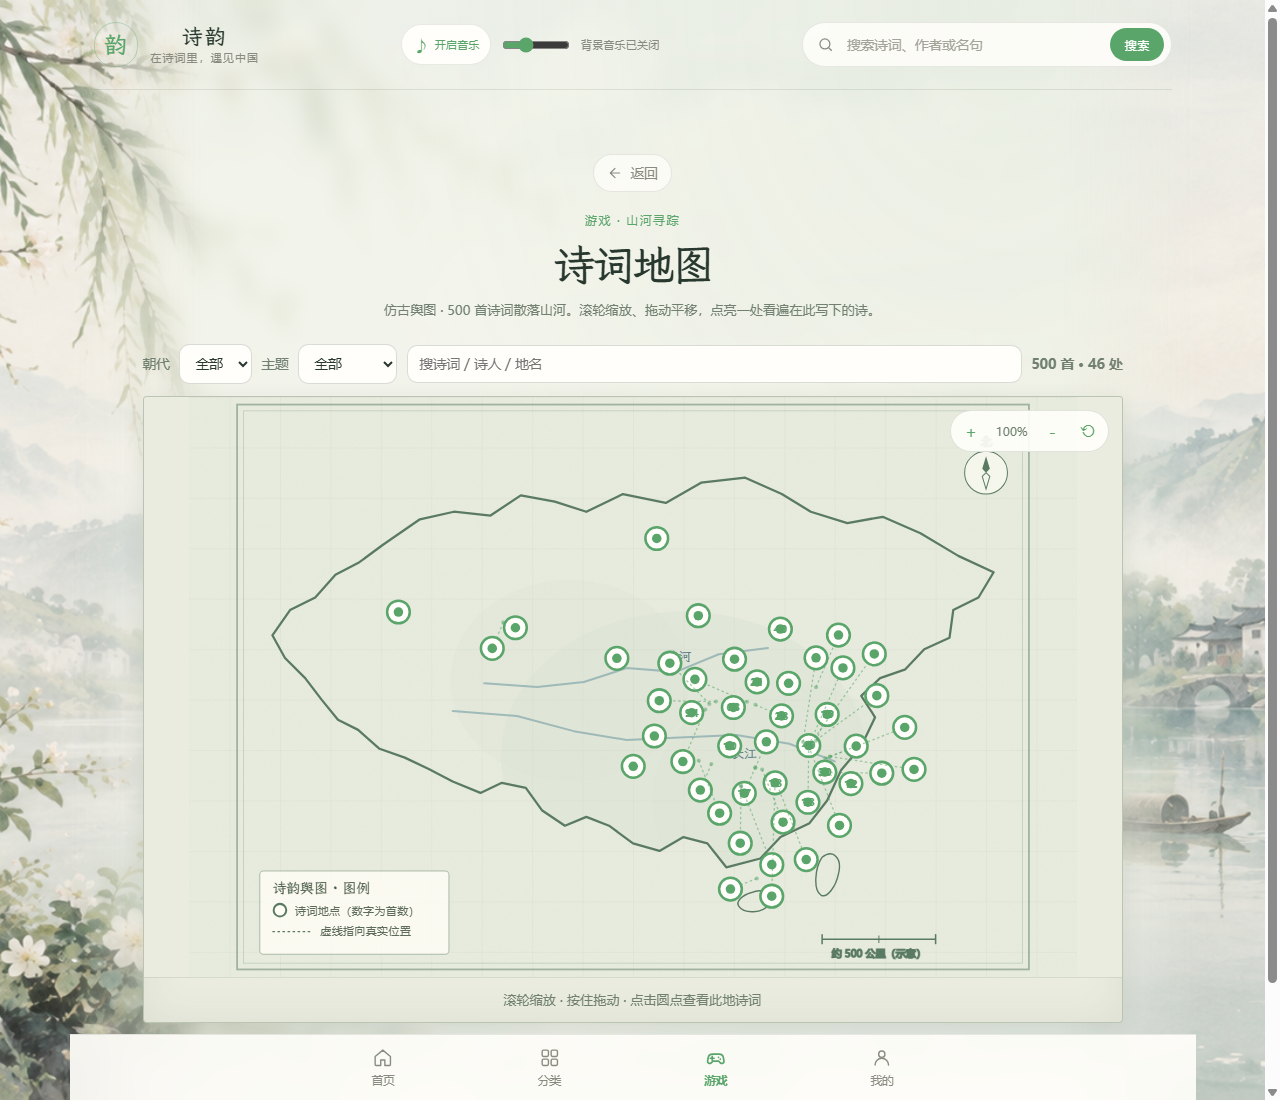 韵
诗韵
在诗词里，遇见中国
开启音乐
背景音乐已关闭
搜索诗词、作者或名句
搜索
返回
游戏 · 山河寻踪
诗词地图
仿古舆图 · 500 首诗词散落山河。滚轮缩放、拖动平移，点亮一处看遍在此写下的诗。
朝代
全部
主题
全部
搜诗词 / 诗人 / 地名
500 首 • 46 处
+
100%
-
河
长江
诗韵舆图 · 图例
诗词地点（数字为首数）
虚线指向真实位置
约 500 公里（示意）
滚轮缩放 · 按住拖动 · 点击圆点查看此地诗词
首页
分类
游戏
我的